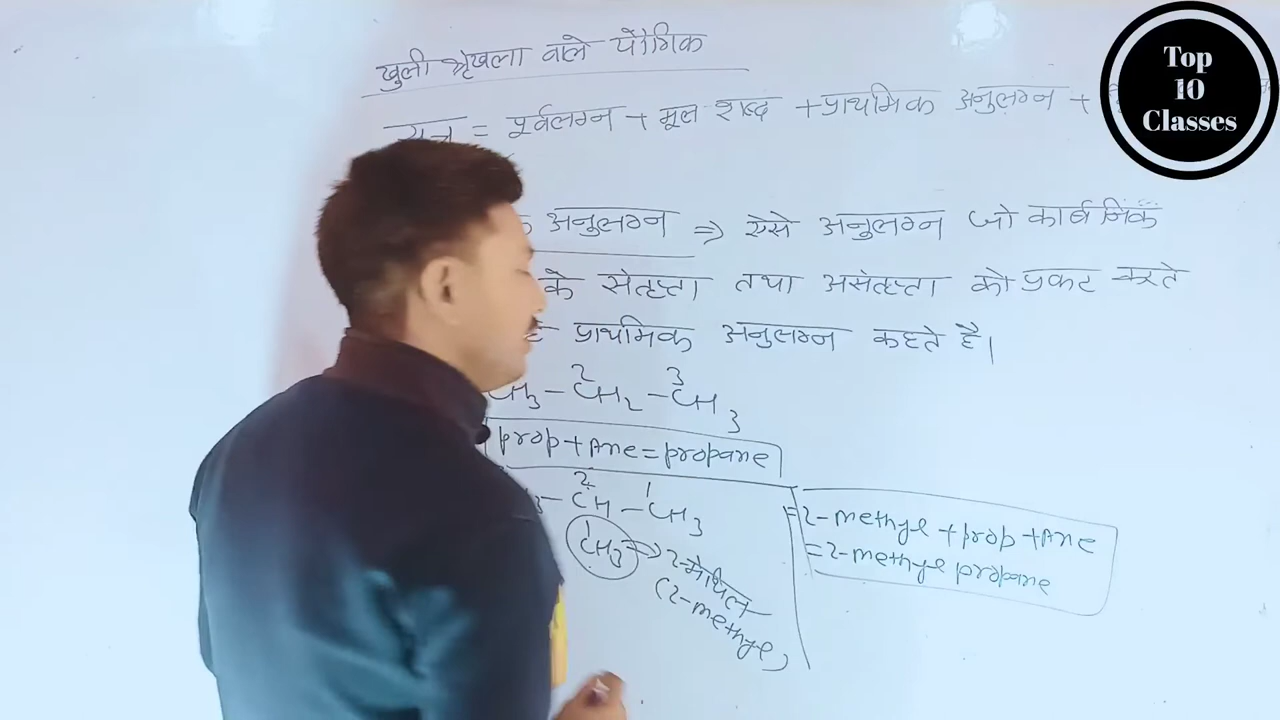 Top
10
Classes
खुली श्रृंखला वाले यौगिक
सूत्र = पूर्वलग्न + मूल शब्द + प्राथमिक अनुलग्न +
अनुलग्न ⇒ ऐसे अनुलग्न जो कार्बनिक
के संतृप्तता तथा असंतृप्तता को प्रकट करते
प्राथमिक अनुलग्न कहते है।
2 3
CH3 - CH2 - CH3
prop + Ane = propane
2 1
- CH - CH3
CH3 ⇒ 2-मैथिल
(2-methyl)
= 2-methyl + prop + Ane
= 2-methyl propane